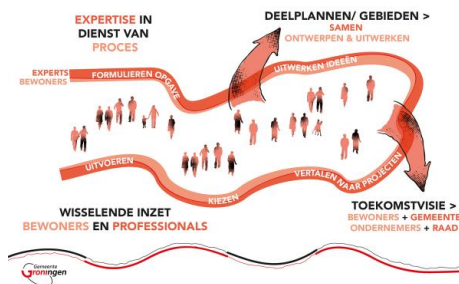 EXPERTISE IN
DIENST VAN
PROCES
DEELPLANNEN/ GEBIEDEN >
SAMEN
ONTWERPEN & UITWERKEN
EXPERTS
BEWONERS
FORMULIEREN OPGAVE
UITWERKEN IDEEËN
UITVOEREN
KIEZEN
VERTALEN NAAR PROJECTEN
WISSELENDE INZET
BEWONERS EN PROFESSIONALS
TOEKOMSTVISIE >
BEWONERS + GEMEENTE
ONDERNEMERS + RAAD
Gemeente
Groningen